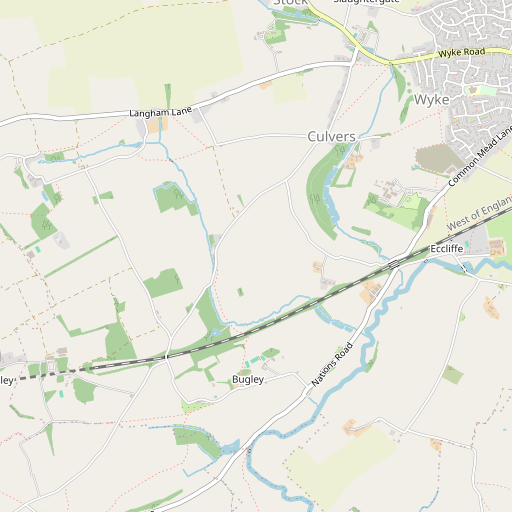 Stock
Slaughtergate
Wyke Road
Wyke
Langham Lane
Culvers
Common Mead Lane
West of England
Eccliffe
ley
Bugley
Nations Road